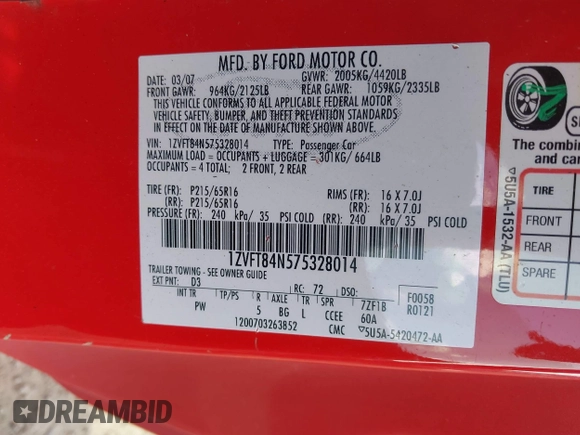 MFD. BY FORD MOTOR CO.
DATE: 03/07 GVWR: 2005KG/4420LB
FRONT GAWR: 964KG/2125LB REAR GAWR: 1059KG/2335LB
THIS VEHICLE CONFORMS TO ALL APPLICABLE FEDERAL MOTOR
VEHICLE SAFETY, BUMPER, AND THEFT PREVENTION STANDARDS
IN EFFECT ON THE DATE OF MANUFACTURE SHOWN ABOVE.
VIN: 1ZVFT84N575328014 TYPE: Passenger Car
MAXIMUM LOAD = OCCUPANTS + LUGGAGE = 301KG/664LB
OCCUPANTS = 4 TOTAL; 2 FRONT, 2 REAR
TIRE (FR): P215/65R16 RIMS (FR): 16 X 7.0J
(RR): P215/65R16 (RR): 16 X 7.0J
PRESSURE (FR): 240 kPa/ 35 PSI COLD (RR): 240 kPa/ 35 PSI COLD
1ZVFT84N575328014
TRAILER TOWING - SEE OWNER GUIDE
EXT PNT: D3 RC: 72 DSO: F0058
INT TR TP/PS R AXLE TR SPR 7ZF1B R0121
PW 5 BG L CCEE 60A
1200703263852 CMC ▽5U5A-5420472-AA
The combine
and ca
TIRE
FRONT
REAR
SPARE
▽5U5A-1532-AA (TLU)
DREAMBID